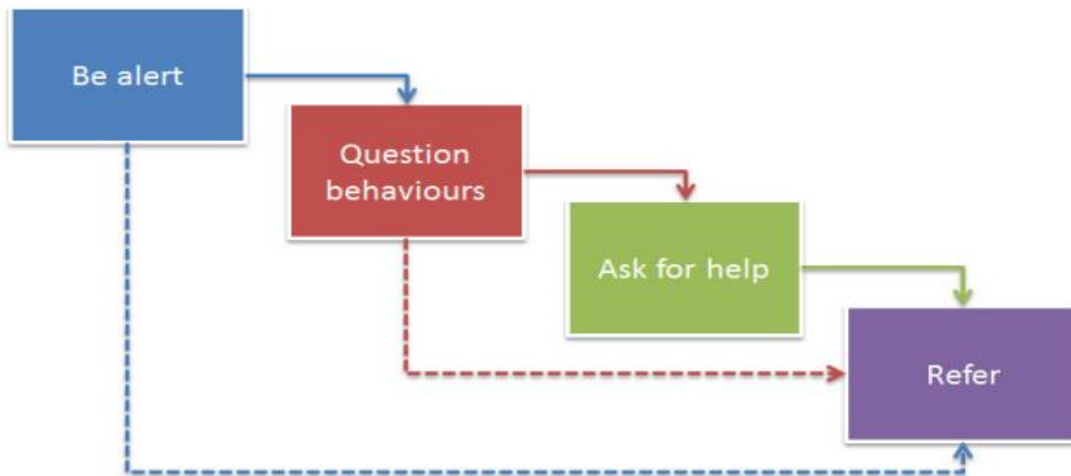 Be alert
Question
behaviours
Ask for help
Refer